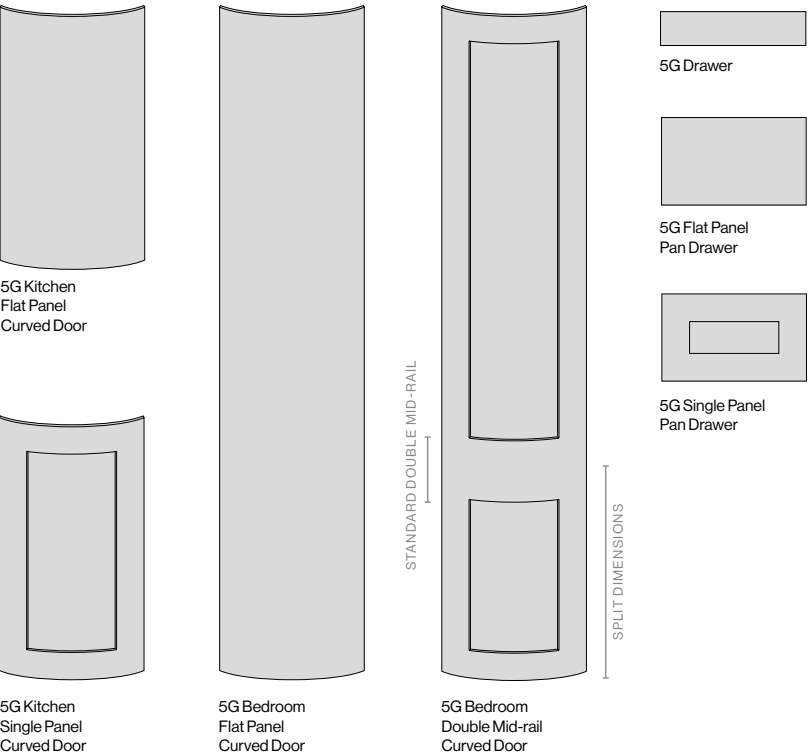 5G Drawer
5G Flat Panel
Pan Drawer
5G Kitchen
Flat Panel
Curved Door
5G Single Panel
Pan Drawer
STANDARD DOUBLE MID-RAIL
SPLIT DIMENSIONS
5G Kitchen
Single Panel
Curved Door
5G Bedroom
Flat Panel
Curved Door
5G Bedroom
Double Mid-rail
Curved Door